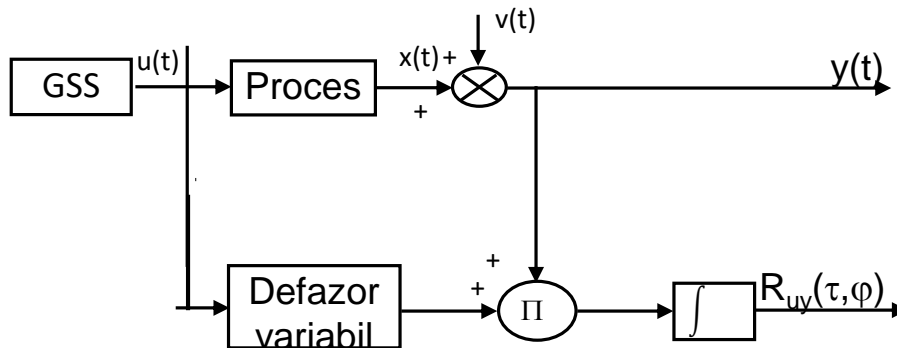 v(t)
u(t)
x(t)
+
GSS
Proces
y(t)
+
+
+
Defazor
variabil
Π
∫
R_uy(τ,φ)